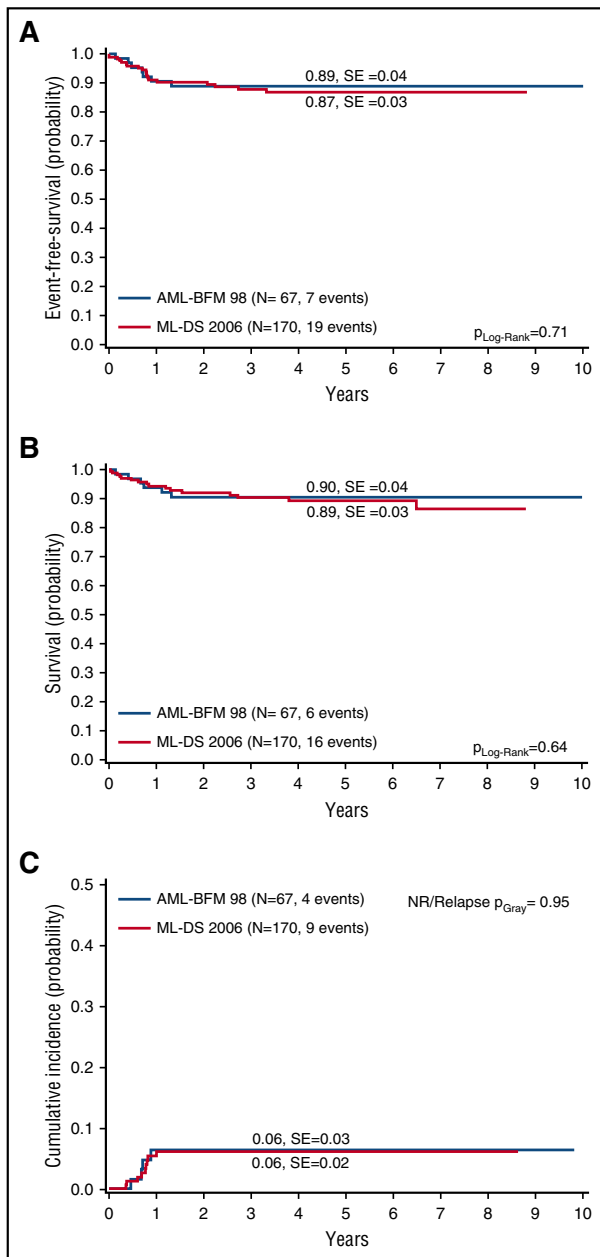 A
Event-free-survival (probability)
1.0
0.9
0.8
0.7
0.6
0.5
0.4
0.3
0.2
0.1
0.0
0.89, SE =0.04
0.87, SE =0.03
AML-BFM 98 (N= 67, 7 events)
ML-DS 2006 (N=170, 19 events)
pLog-Rank=0.71
0 1 2 3 4 5 6 7 8 9 10
Years
B
Survival (probability)
1.0
0.9
0.8
0.7
0.6
0.5
0.4
0.3
0.2
0.1
0.0
0.90, SE =0.04
0.89, SE =0.03
AML-BFM 98 (N= 67, 6 events)
ML-DS 2006 (N=170, 16 events)
pLog-Rank=0.64
0 1 2 3 4 5 6 7 8 9 10
Years
C
Cumulative incidence (probability)
0.5
0.4
0.3
0.2
0.1
0.0
AML-BFM 98 (N=67, 4 events)
NR/Relapse pGray= 0.95
ML-DS 2006 (N=170, 9 events)
0.06, SE=0.03
0.06, SE=0.02
0 1 2 3 4 5 6 7 8 9 10
Years